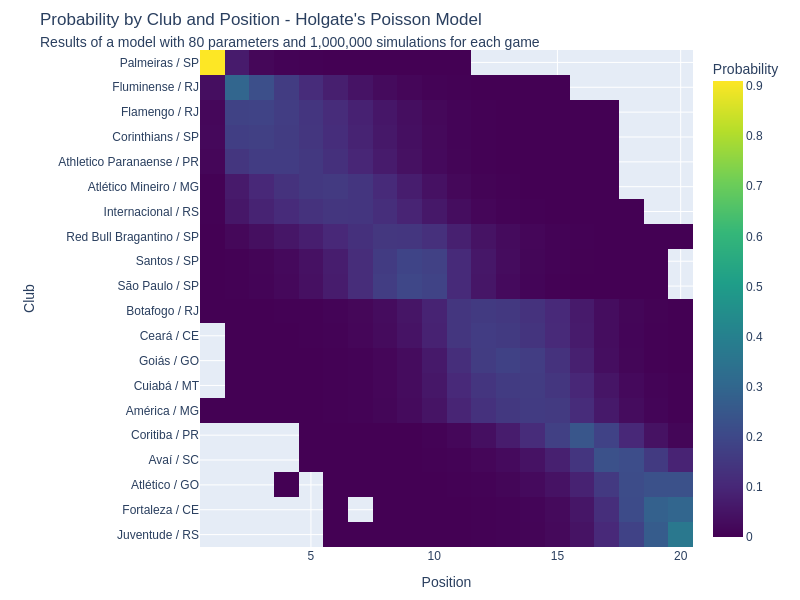 Probability by Club and Position - Holgate's Poisson Model
Results of a model with 80 parameters and 1,000,000 simulations for each game
Club
Palmeiras / SP
Fluminense / RJ
Flamengo / RJ
Corinthians / SP
Athletico Paranaense / PR
Atlético Mineiro / MG
Internacional / RS
Red Bull Bragantino / SP
Santos / SP
São Paulo / SP
Botafogo / RJ
Ceará / CE
Goiás / GO
Cuiabá / MT
América / MG
Coritiba / PR
Avaí / SC
Atlético / GO
Fortaleza / CE
Juventude / RS
5 10 15 20
Position
Probability
0.9
0.8
0.7
0.6
0.5
0.4
0.3
0.2
0.1
0